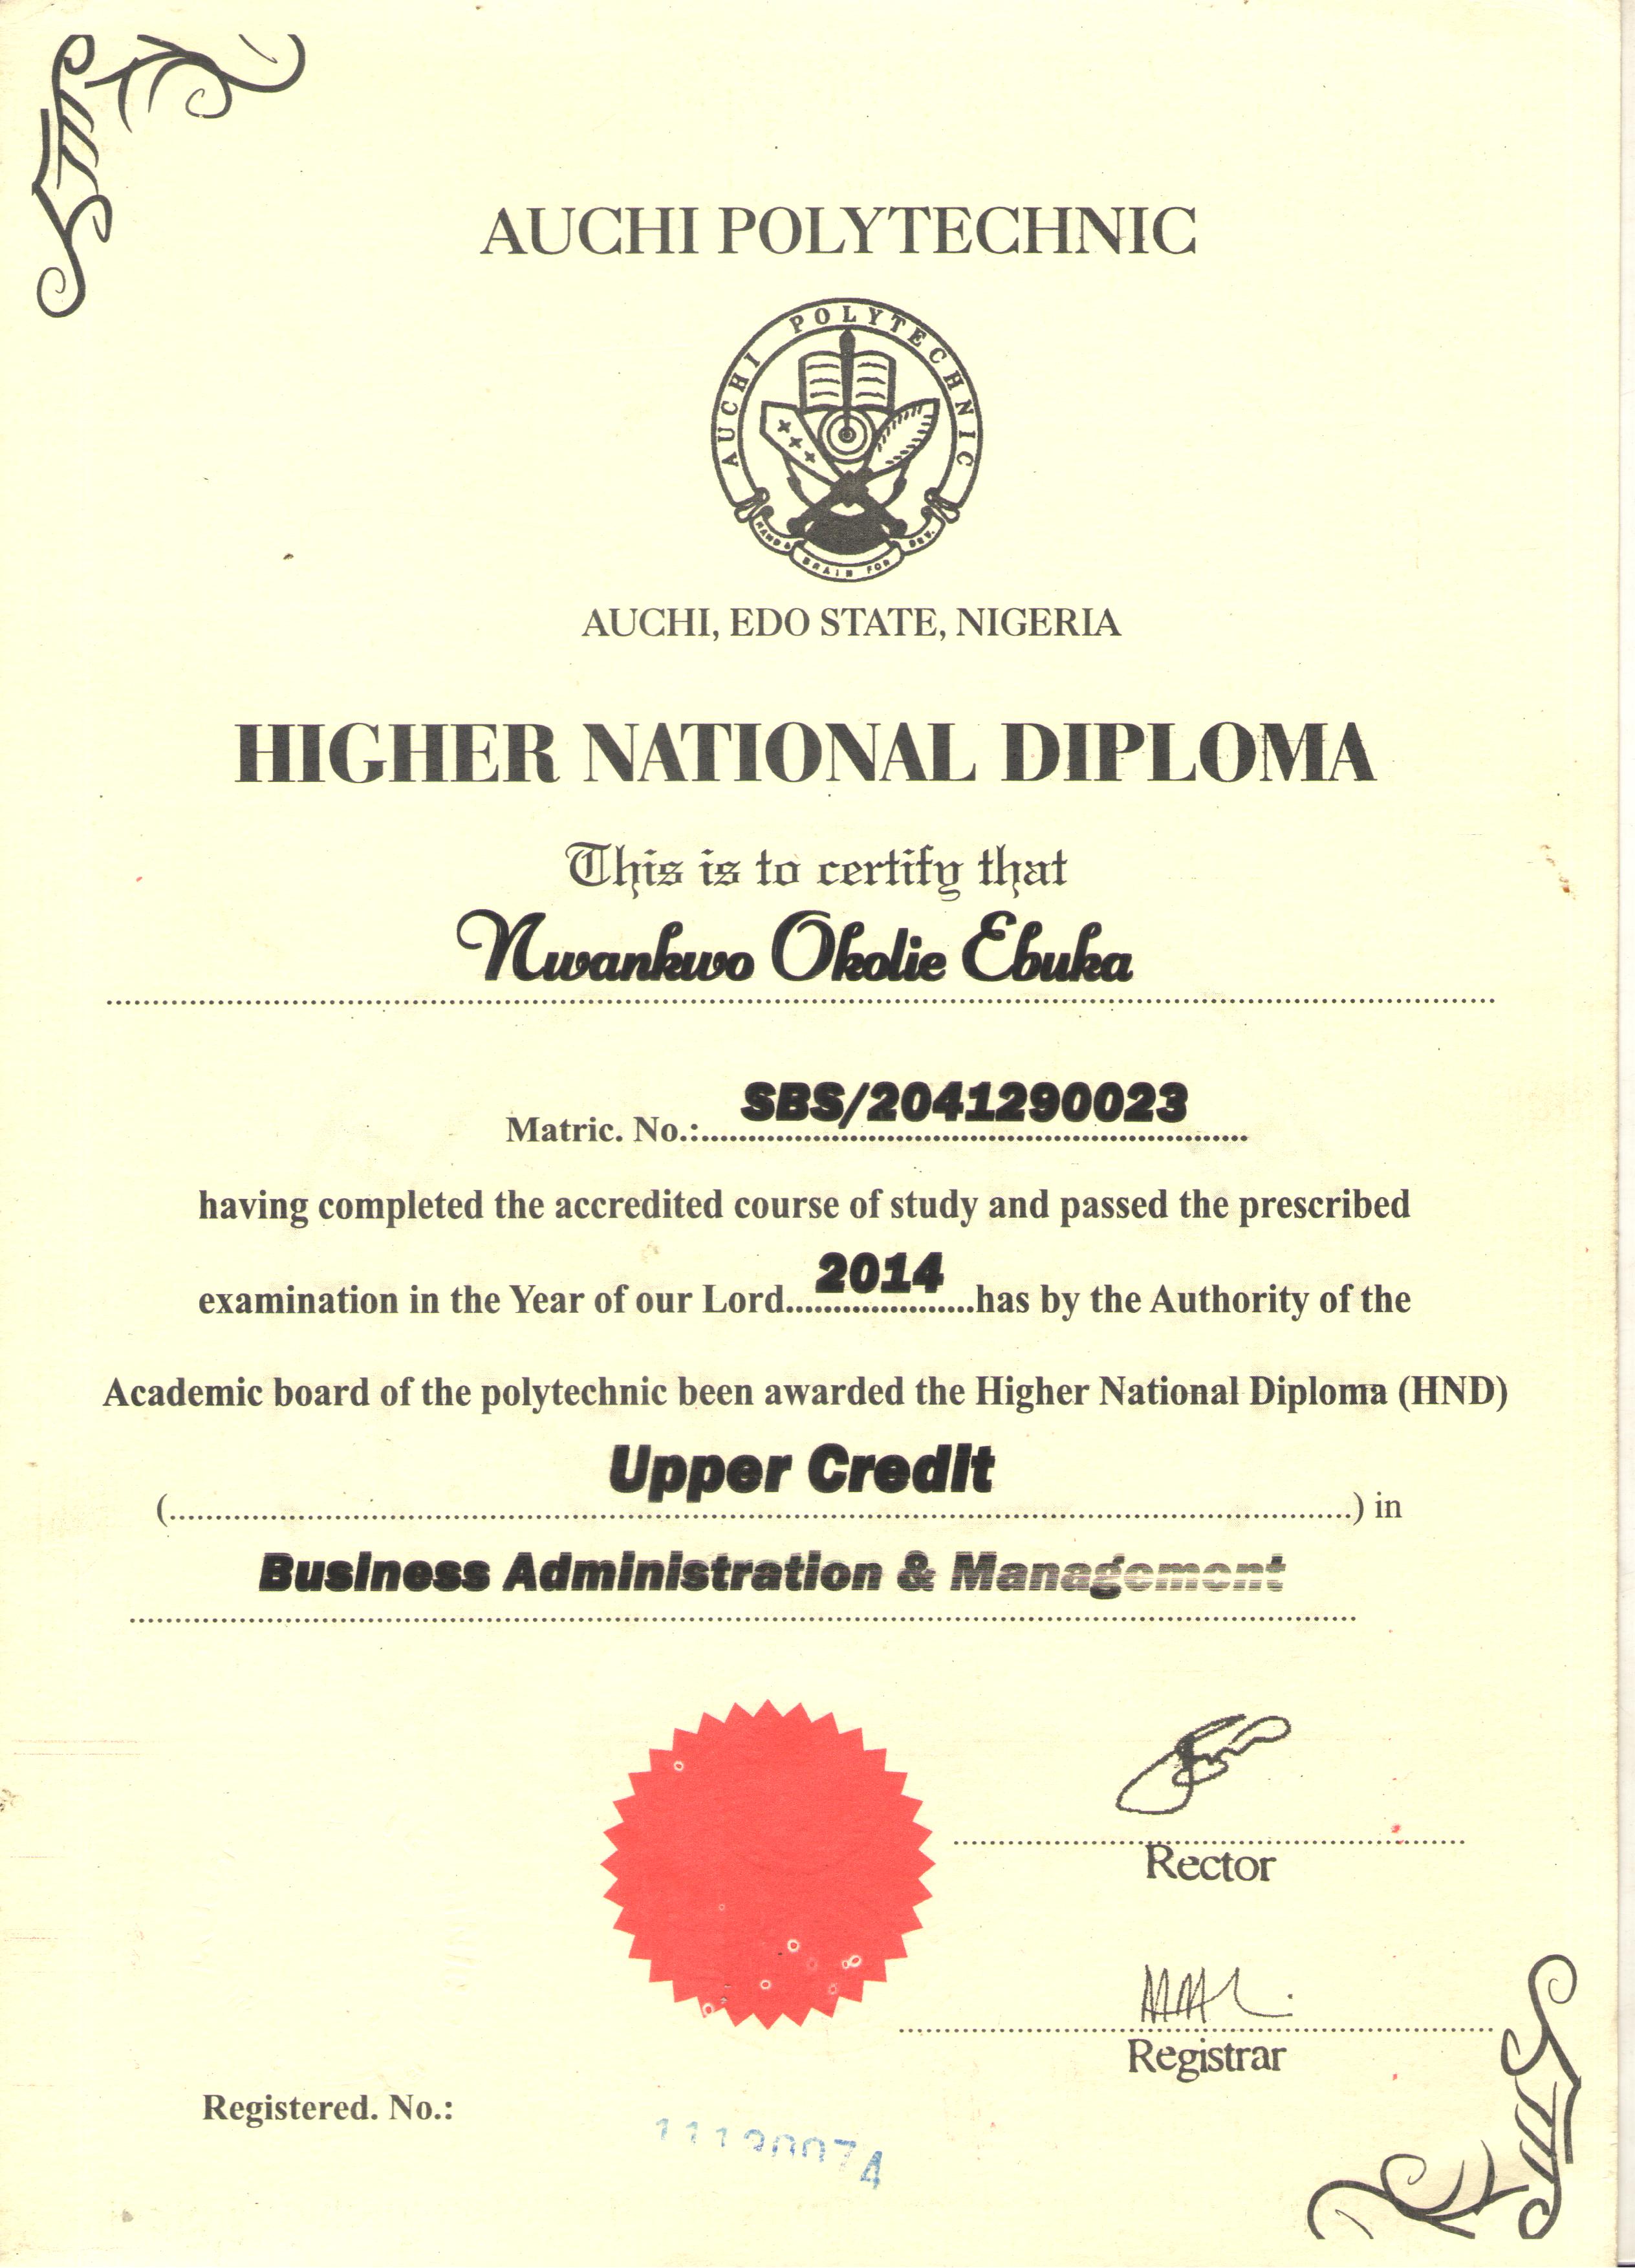 AUCHI POLYTECHNIC
AUCHI POLYTECHNIC
HAND & BRAIN FOR DEV.
AUCHI, EDO STATE, NIGERIA
HIGHER NATIONAL DIPLOMA
This is to certify that
Nwankwo Okolie Ebuka
Matric. No.: SBS/2041290023
having completed the accredited course of study and passed the prescribed
examination in the Year of our Lord 2014 has by the Authority of the
Academic board of the polytechnic been awarded the Higher National Diploma (HND)
(Upper Credit) in
Business Administration & Management
Rector
Registrar
Registered. No.: